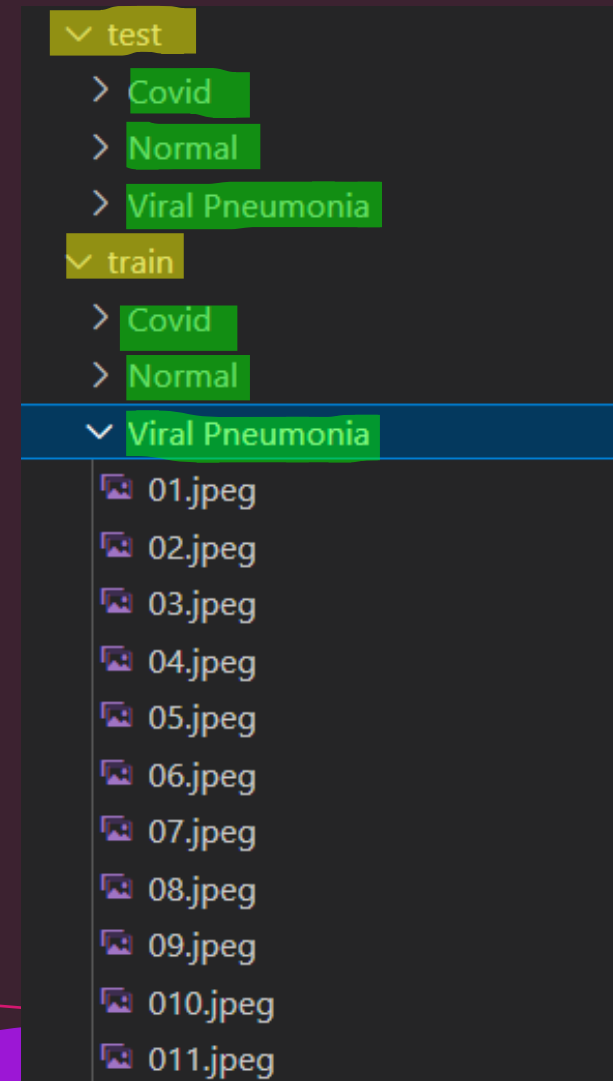 test
Covid
Normal
Viral Pneumonia
train
Covid
Normal
Viral Pneumonia
01.jpeg
02.jpeg
03.jpeg
04.jpeg
05.jpeg
06.jpeg
07.jpeg
08.jpeg
09.jpeg
010.jpeg
011.jpeg